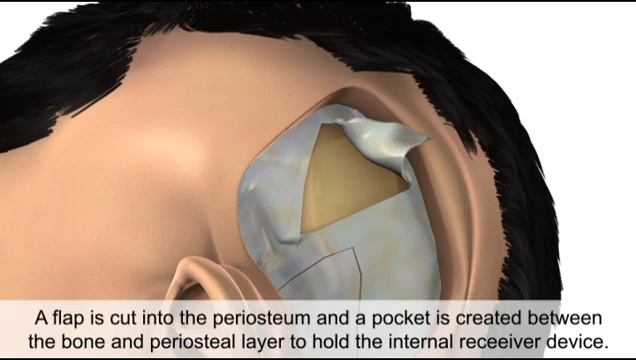 A flap is cut into the periosteum and a pocket is created between
the bone and periosteal layer to hold the internal receeiver device.